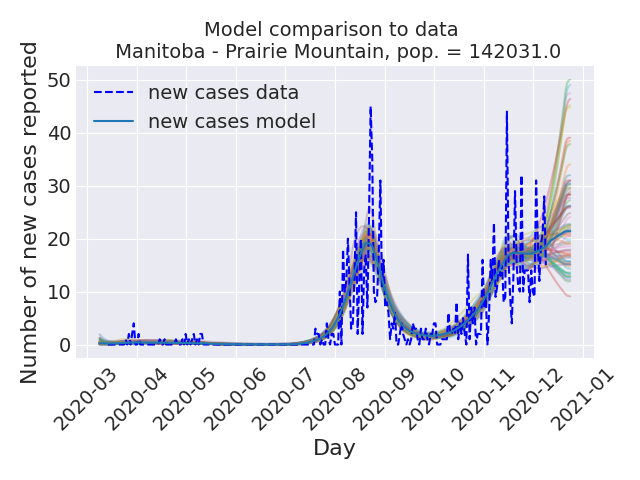 Model comparison to data
Manitoba - Prairie Mountain, pop. = 142031.0
Number of new cases reported
50
40
30
20
10
0
new cases data
new cases model
2020-03
2020-04
2020-05
2020-06
2020-07
2020-08
2020-09
2020-10
2020-11
2020-12
2021-01
Day